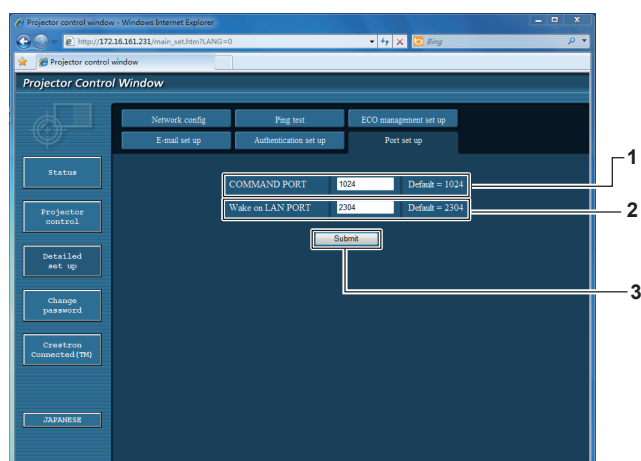 Projector control window - Windows Internet Explorer
http://172.16.161.231/main_set.htm?LANG=0
Bing
Projector control window
Projector Control Window
Network config
Ping test
ECO management set up
E-mail set up
Authentication set up
Port set up
Status
Projector
control
Detailed
set up
Change
password
Crestron
Connected(TM)
JAPANESE
COMMAND PORT 1024 Default = 1024
Wake on LAN PORT 2304 Default = 2304
Submit
1
2
3